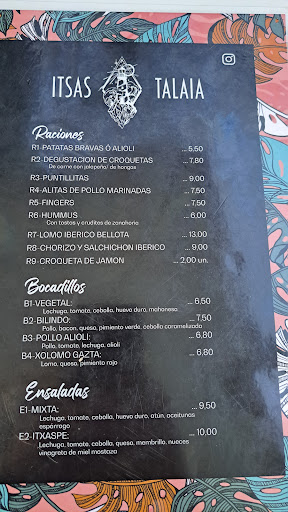 ITSAS TALAIA
Raciones
R1-PATATAS BRAVAS Ó ALIOLI ... 5.50
R2-DEGUSTACION DE CROQUETAS ... 7,80
De carne con jalapeño/ de hongos
R3-PUNTILLITAS ... 9.00
R4-ALITAS DE POLLO MARINADAS ... 7,50
R5-FINGERS ... 7,50
R6-HUMMUS ... 6,00
Con tostas y crudites de zanahoria
R7-LOMO IBERICO BELLOTA ... 13,00
R8-CHORIZO Y SALCHICHON IBERICO ... 9,00
R9-CROQUETA DE JAMON ... 2,00 un.
Bocadillos
B1-VEGETAL: ... 6,50
Lechuga, tomate, cebolla, huevo duro, mahonesa
B2-BILINDO: ... 7,50
Pollo, bacon, queso, pimiento verde, cebolla caramelizada
B3-POLLO ALIOLI: ... 6,80
Pollo, tomate, lechuga, alioli
B4-XOLOMO GAZTA: ... 6,80
Lomo, queso, pimiento rojo
Ensaladas
E1-MIXTA: ... 9,50
Lechuga, tomate, cebolla, huevo duro, atún, aceitunas
espárrago
E2-ITXASPE: ... 10,00
Lechuga, tomate, cebolla, queso, membrillo, nueces
vinagreta de miel mostaza